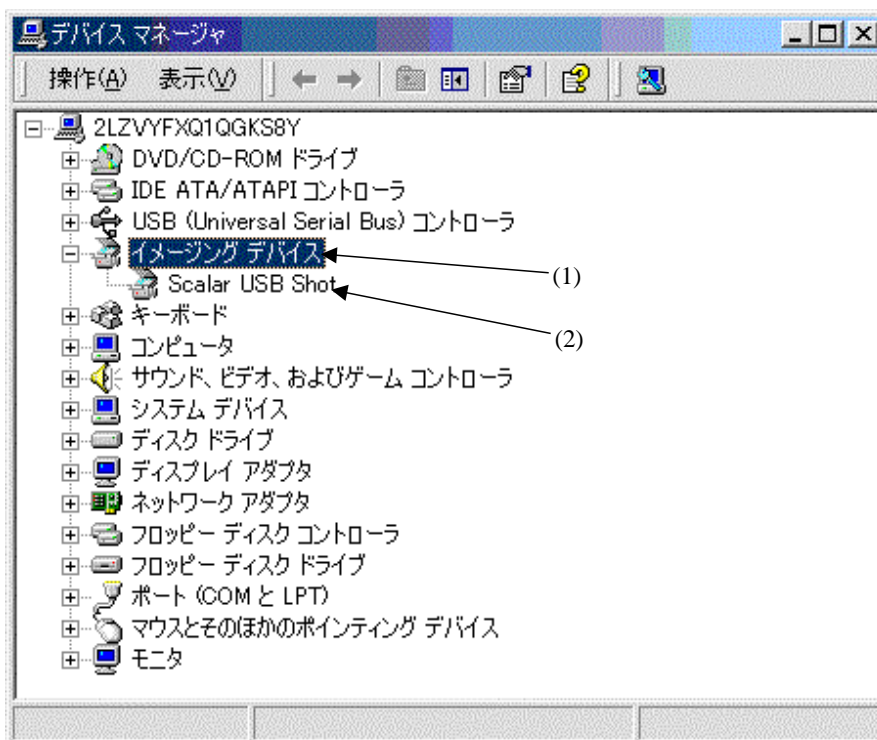 デバイス マネージャ
操作(A) 表示(V)
2LZVYFXQ1QGKS8Y
DVD/CD-ROM ドライブ
IDE ATA/ATAPI コントローラ
USB (Universal Serial Bus) コントローラ
イメージング デバイス
(1)
Scalar USB Shot
キーボード
(2)
コンピュータ
サウンド、ビデオ、およびゲーム コントローラ
システム デバイス
ディスク ドライブ
ディスプレイ アダプタ
ネットワーク アダプタ
フロッピー ディスク コントローラ
フロッピー ディスク ドライブ
ポート (COM と LPT)
マウスとそのほかのポインティング デバイス
モニタ